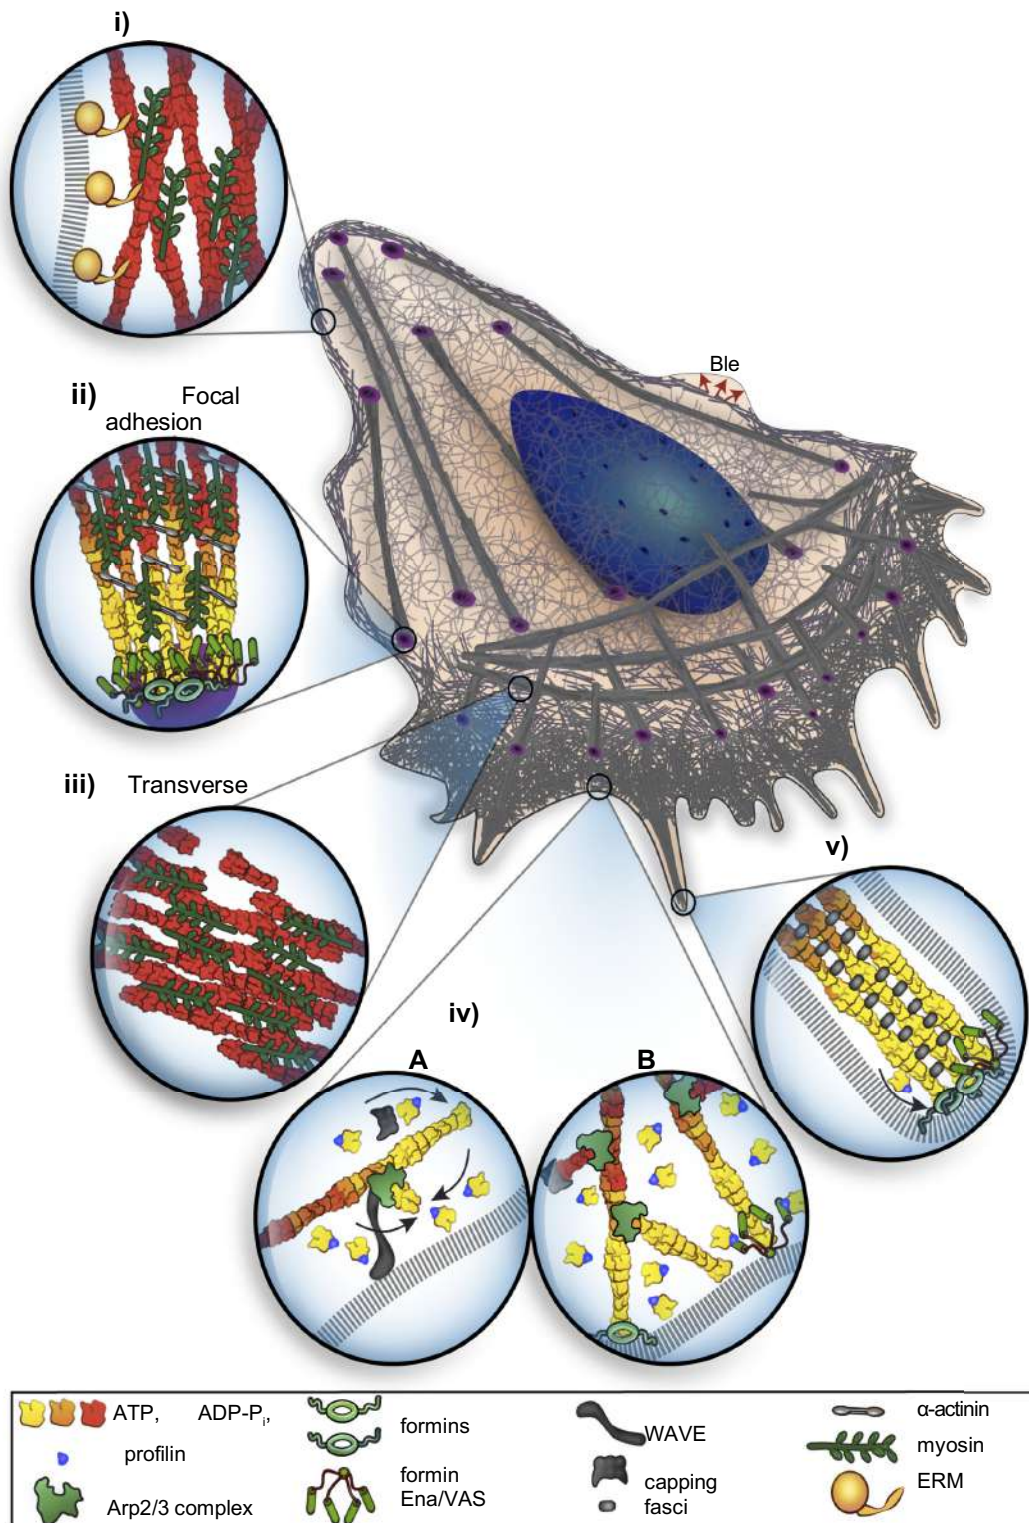 i)
Ble
ii) Focal
adhesion
iii) Transverse
v)
iv)
A B
ATP, ADP-Pi,
profilin
Arp2/3 complex
formins
formin
Ena/VAS
WAVE
capping
fasci
α-actinin
myosin
ERM